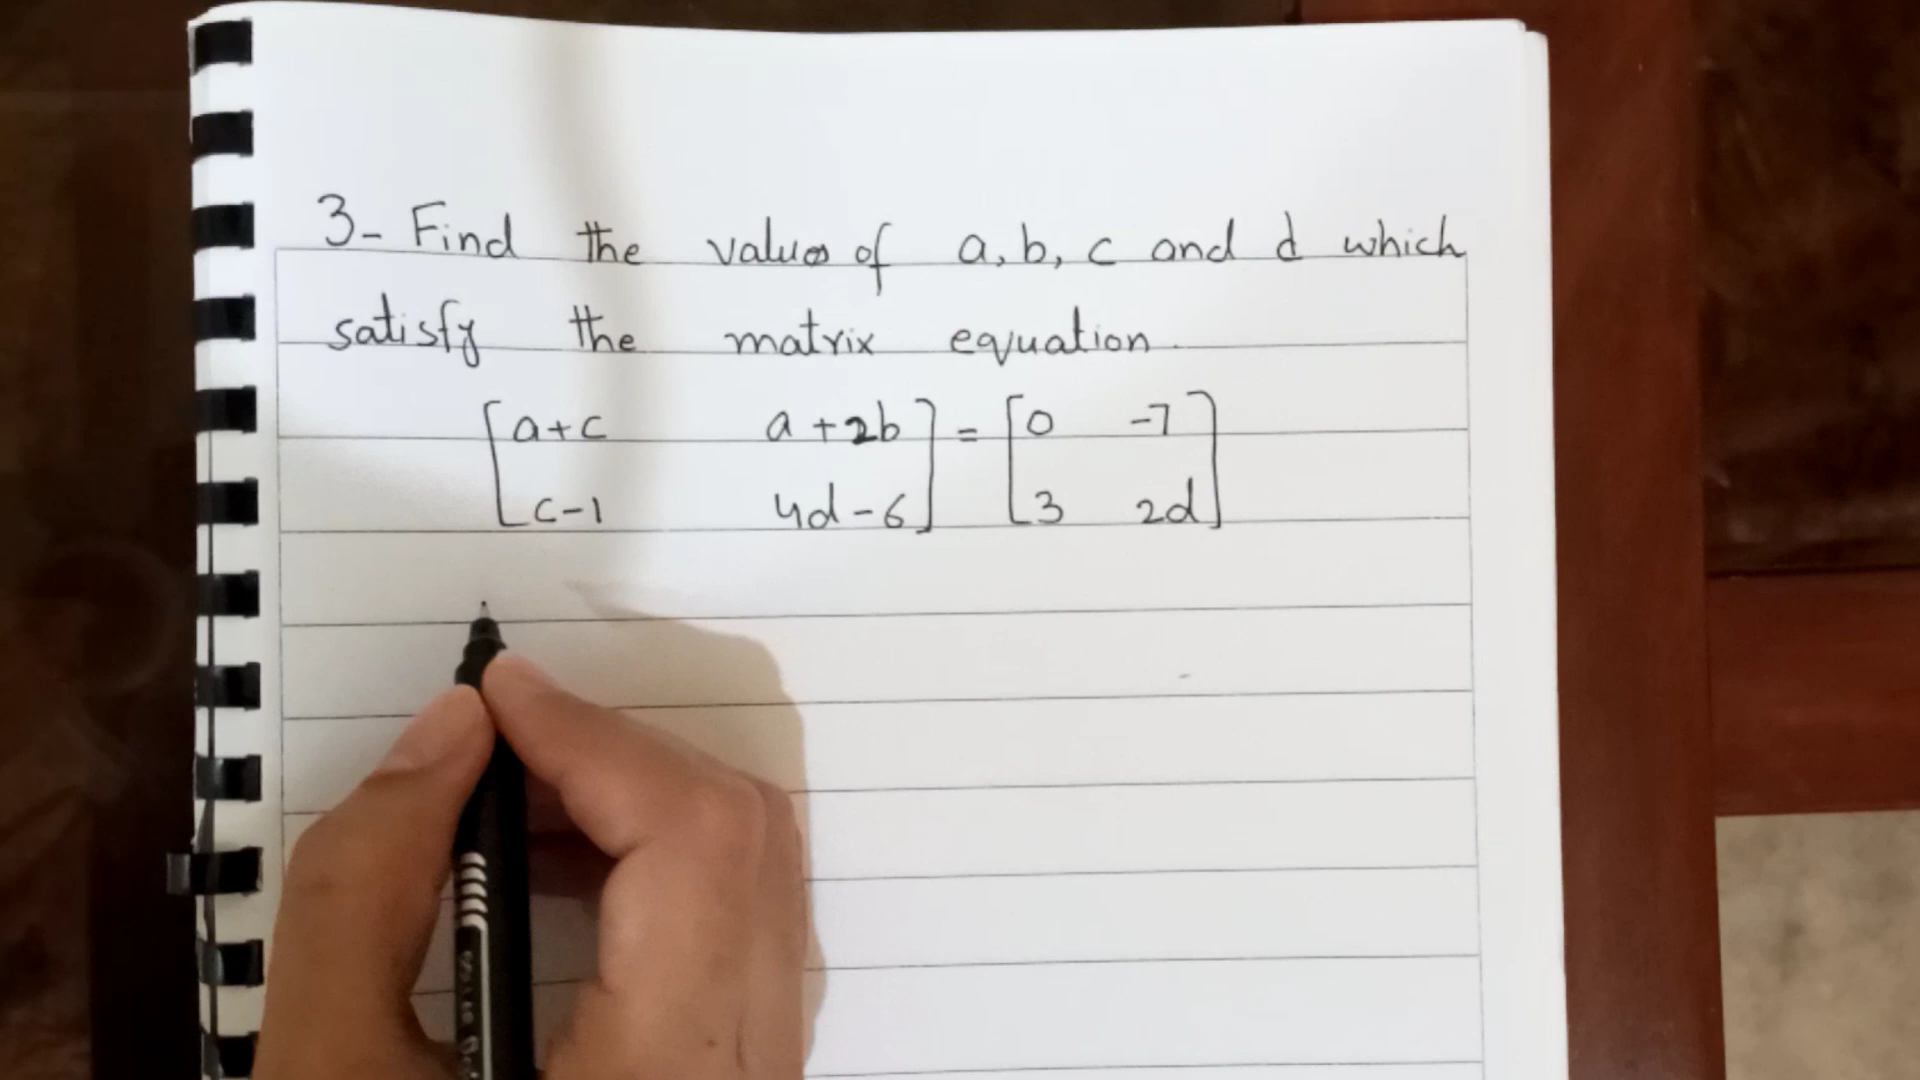 3- Find the values of a, b, c and d which
satisfy the matrix equation.
[a+c a+2b] = [0 -7]
[c-1 4d-6] [3 2d]